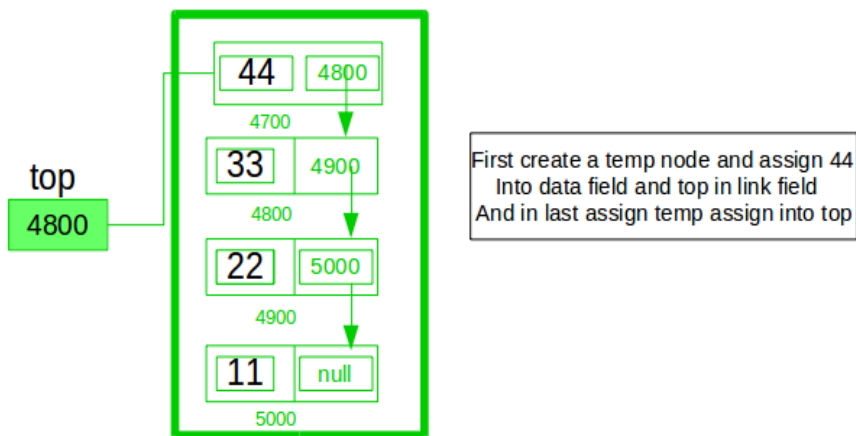 44 4800
4700
33 4900
4800
top
4800
22 5000
4900
11 null
5000
First create a temp node and assign 44
Into data field and top in link field
And in last assign temp assign into top